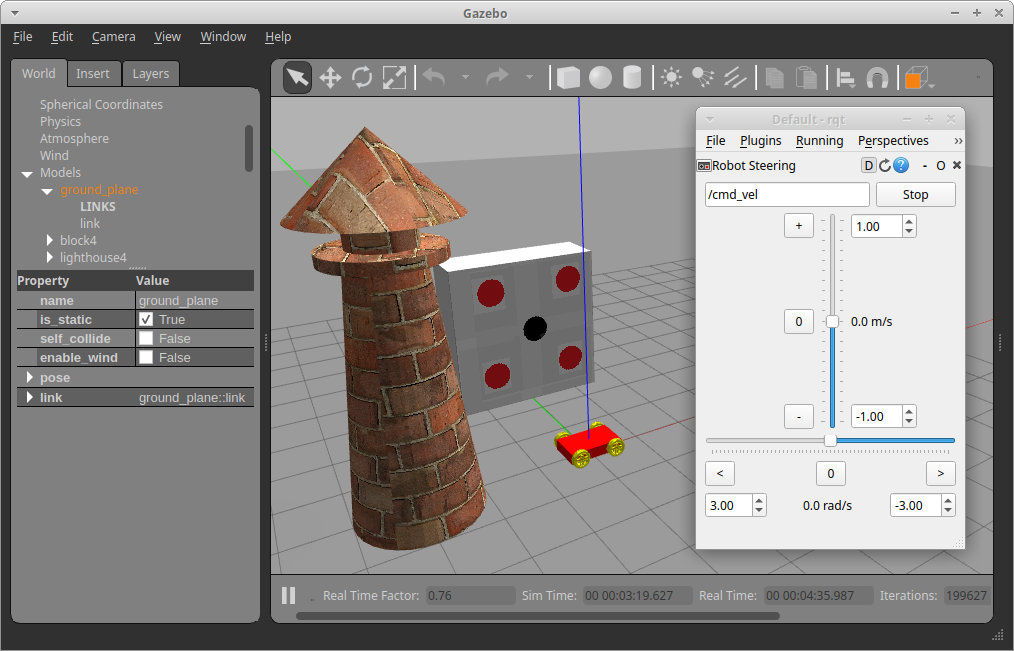 Gazebo
File Edit Camera View Window Help
World Insert Layers
Spherical Coordinates
Physics
Atmosphere
Wind
Models
ground_plane
LINKS
link
block4
lighthouse4
Property Value
name ground_plane
is_static True
self_collide False
enable_wind False
pose
link ground_plane::link
Default - rqt
File Plugins Running Perspectives »
Robot Steering D ? - O
/cmd_vel Stop
+ 1.00
0 0.0 m/s
- -1.00
< 0 >
3.00 0.0 rad/s -3.00
Real Time Factor: 0.76 Sim Time: 00 00:03:19.627 Real Time: 00 00:04:35.987 Iterations: 199627